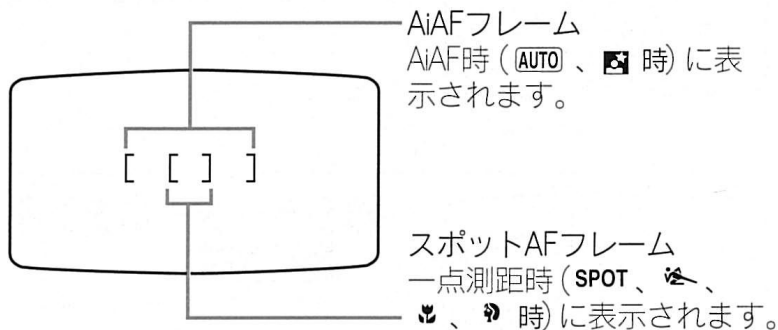 AiAFフレーム
AiAF時(AUTO、時)に表
示されます。
[ [ ] ]
スポットAFフレーム
一点測距時(SPOT、、
、時)に表示されます。